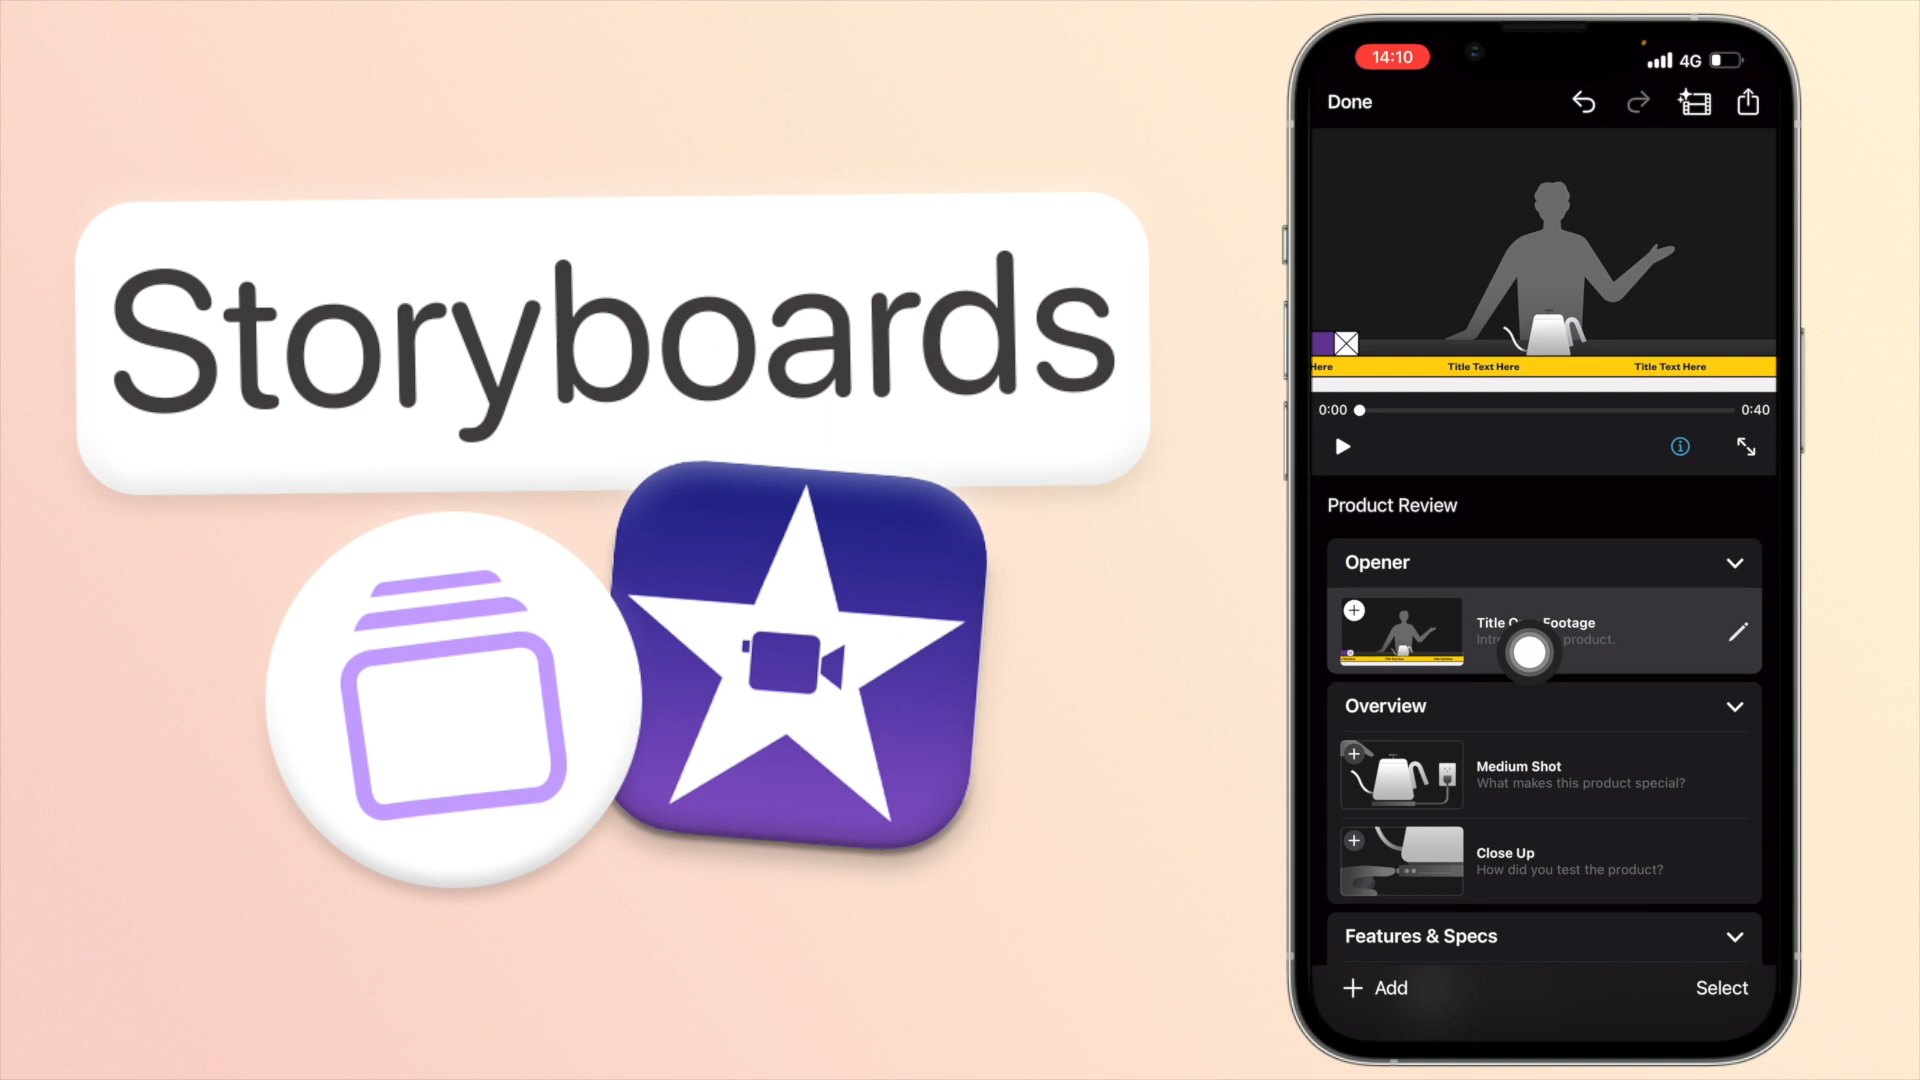 Storyboards
14:10
4G
Done
Here
Title Text Here
Title Text Here
0:00
0:40
Product Review
Opener
Title Footage
product.
Overview
Medium Shot
What makes this product special?
Close Up
How did you test the product?
Features & Specs
Add
Select